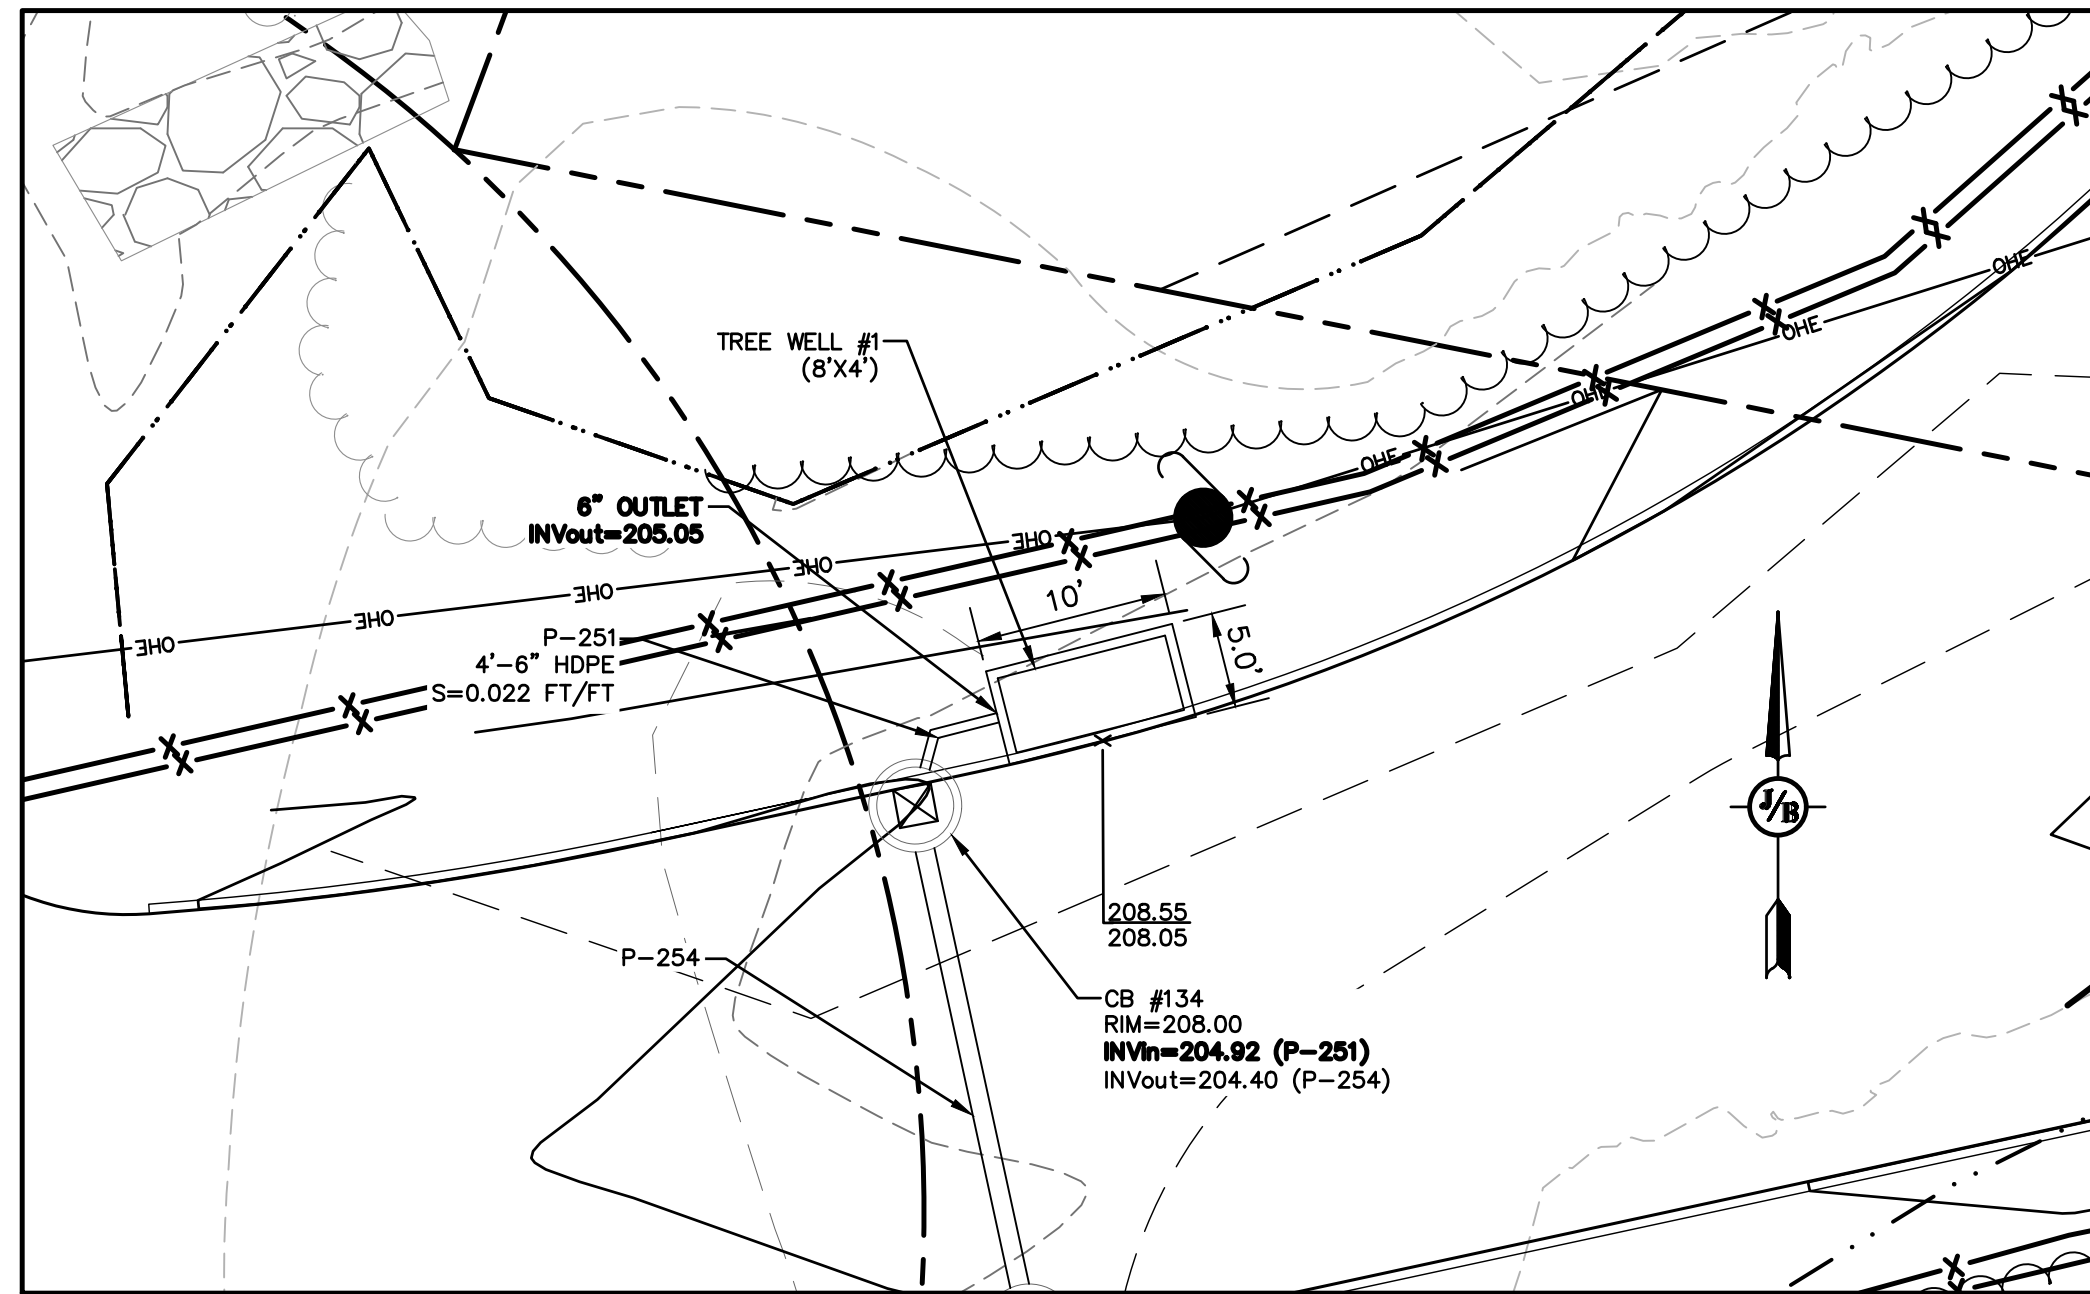 TREE WELL #1
(8'X4')
6" OUTLET
INVout=205.05
OHE
OHE
OHE
OHE
OHE
OHE
OHE
OHE
OHE
10'
5.0'
P-251
4'-6" HDPE
S=0.022 FT/FT
J/B
208.55
208.05
P-254
CB #134
RIM=208.00
INVin=204.92 (P-251)
INVout=204.40 (P-254)